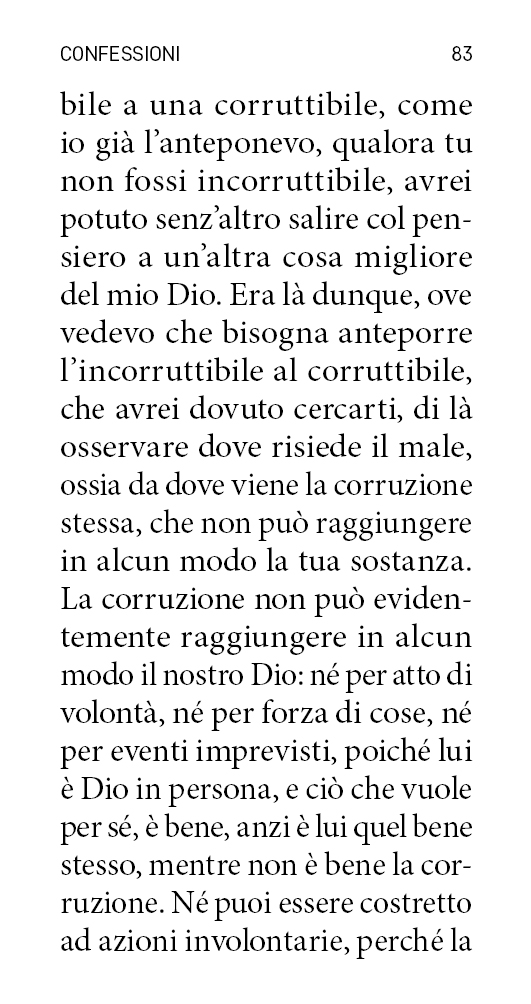 CONFESSIONI 83
bile a una corruttibile, come
io già l’anteponevo, qualora tu
non fossi incorruttibile, avrei
potuto senz’altro salire col pen-
siero a un’altra cosa migliore
del mio Dio. Era là dunque, ove
vedevo che bisogna anteporre
l’incorruttibile al corruttibile,
che avrei dovuto cercarti, di là
osservare dove risiede il male,
ossia da dove viene la corruzione
stessa, che non può raggiungere
in alcun modo la tua sostanza.
La corruzione non può eviden-
temente raggiungere in alcun
modo il nostro Dio: né per atto di
volontà, né per forza di cose, né
per eventi imprevisti, poiché lui
è Dio in persona, e ciò che vuole
per sé, è bene, anzi è lui quel bene
stesso, mentre non è bene la cor-
ruzione. Né puoi essere costretto
ad azioni involontarie, perché la